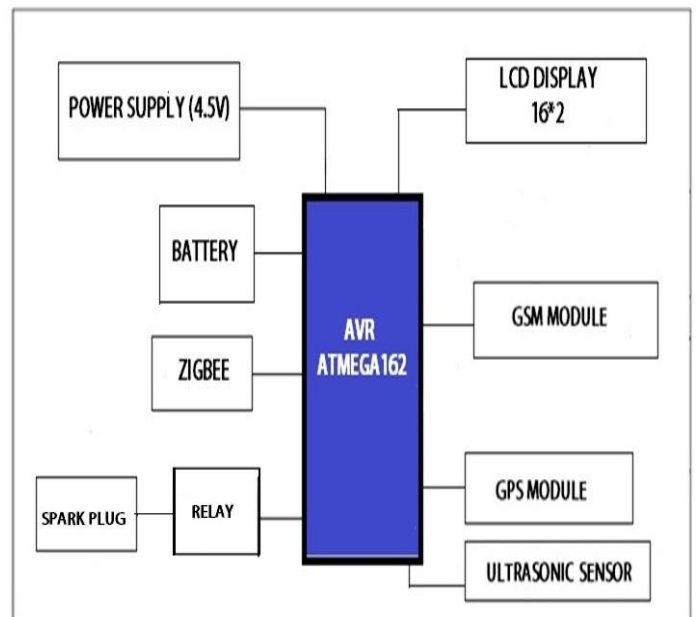 POWER SUPPLY (4.5V)
LCD DISPLAY
16*2
BATTERY
AVR
ATMEGA162
GSM MODULE
ZIGBEE
SPARK PLUG
RELAY
GPS MODULE
ULTRASONIC SENSOR